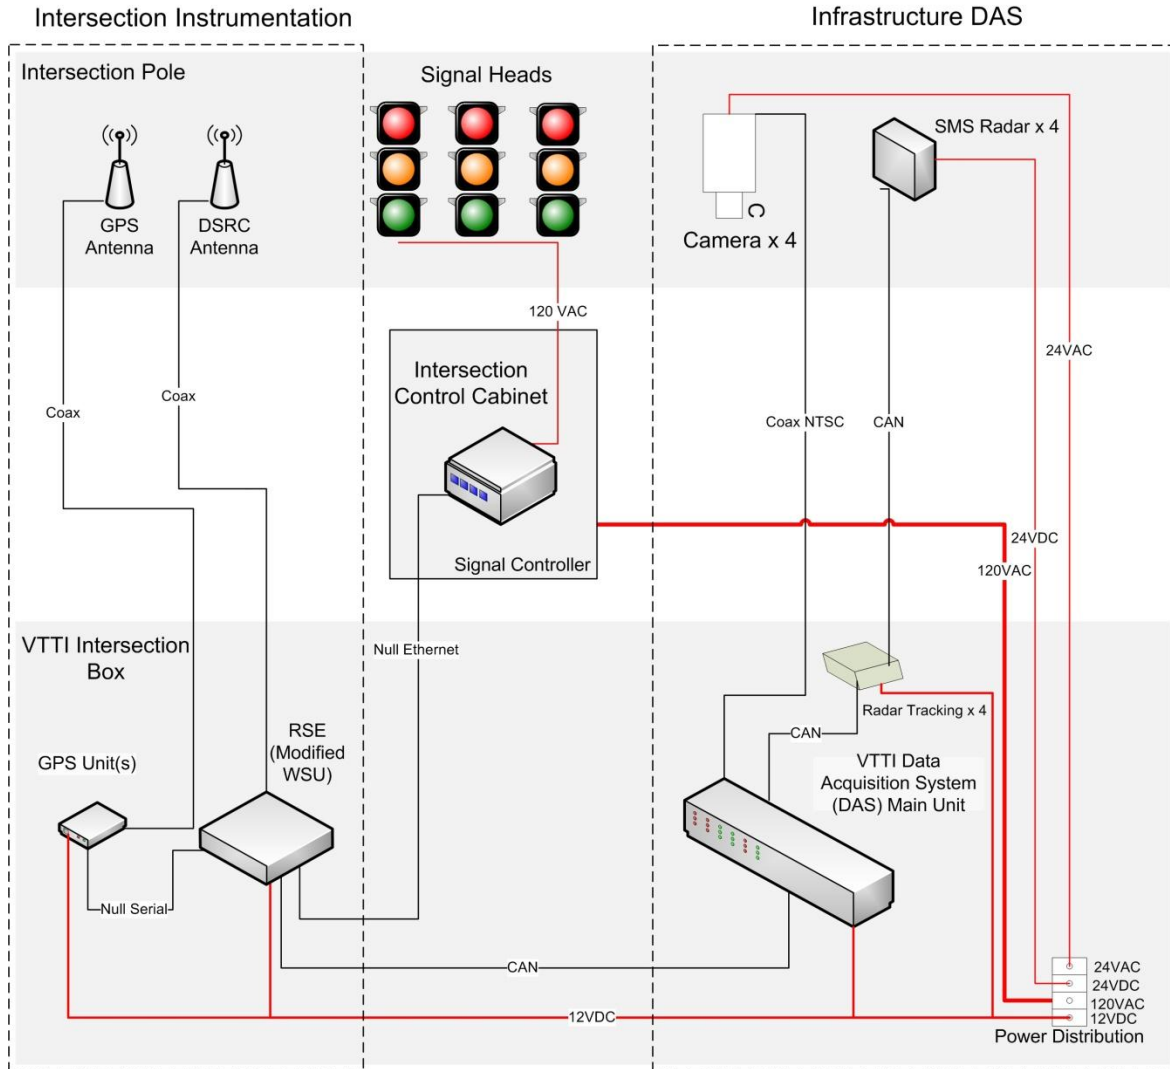 Intersection Instrumentation
Infrastructure DAS
Intersection Pole
Signal Heads
SMS Radar x 4
GPS
Antenna
DSRC
Antenna
C
Camera x 4
120 VAC
24VAC
Intersection
Control Cabinet
Coax
Coax
Coax NTSC
CAN
Signal Controller
24VDC
120VAC
VTTI Intersection
Box
Null Ethernet
Radar Tracking x 4
CAN
RSE
(Modified
WSU)
GPS Unit(s)
VTTI Data
Acquisition System
(DAS) Main Unit
Null Serial
CAN
24VAC
24VDC
120VAC
12VDC
12VDC
Power Distribution